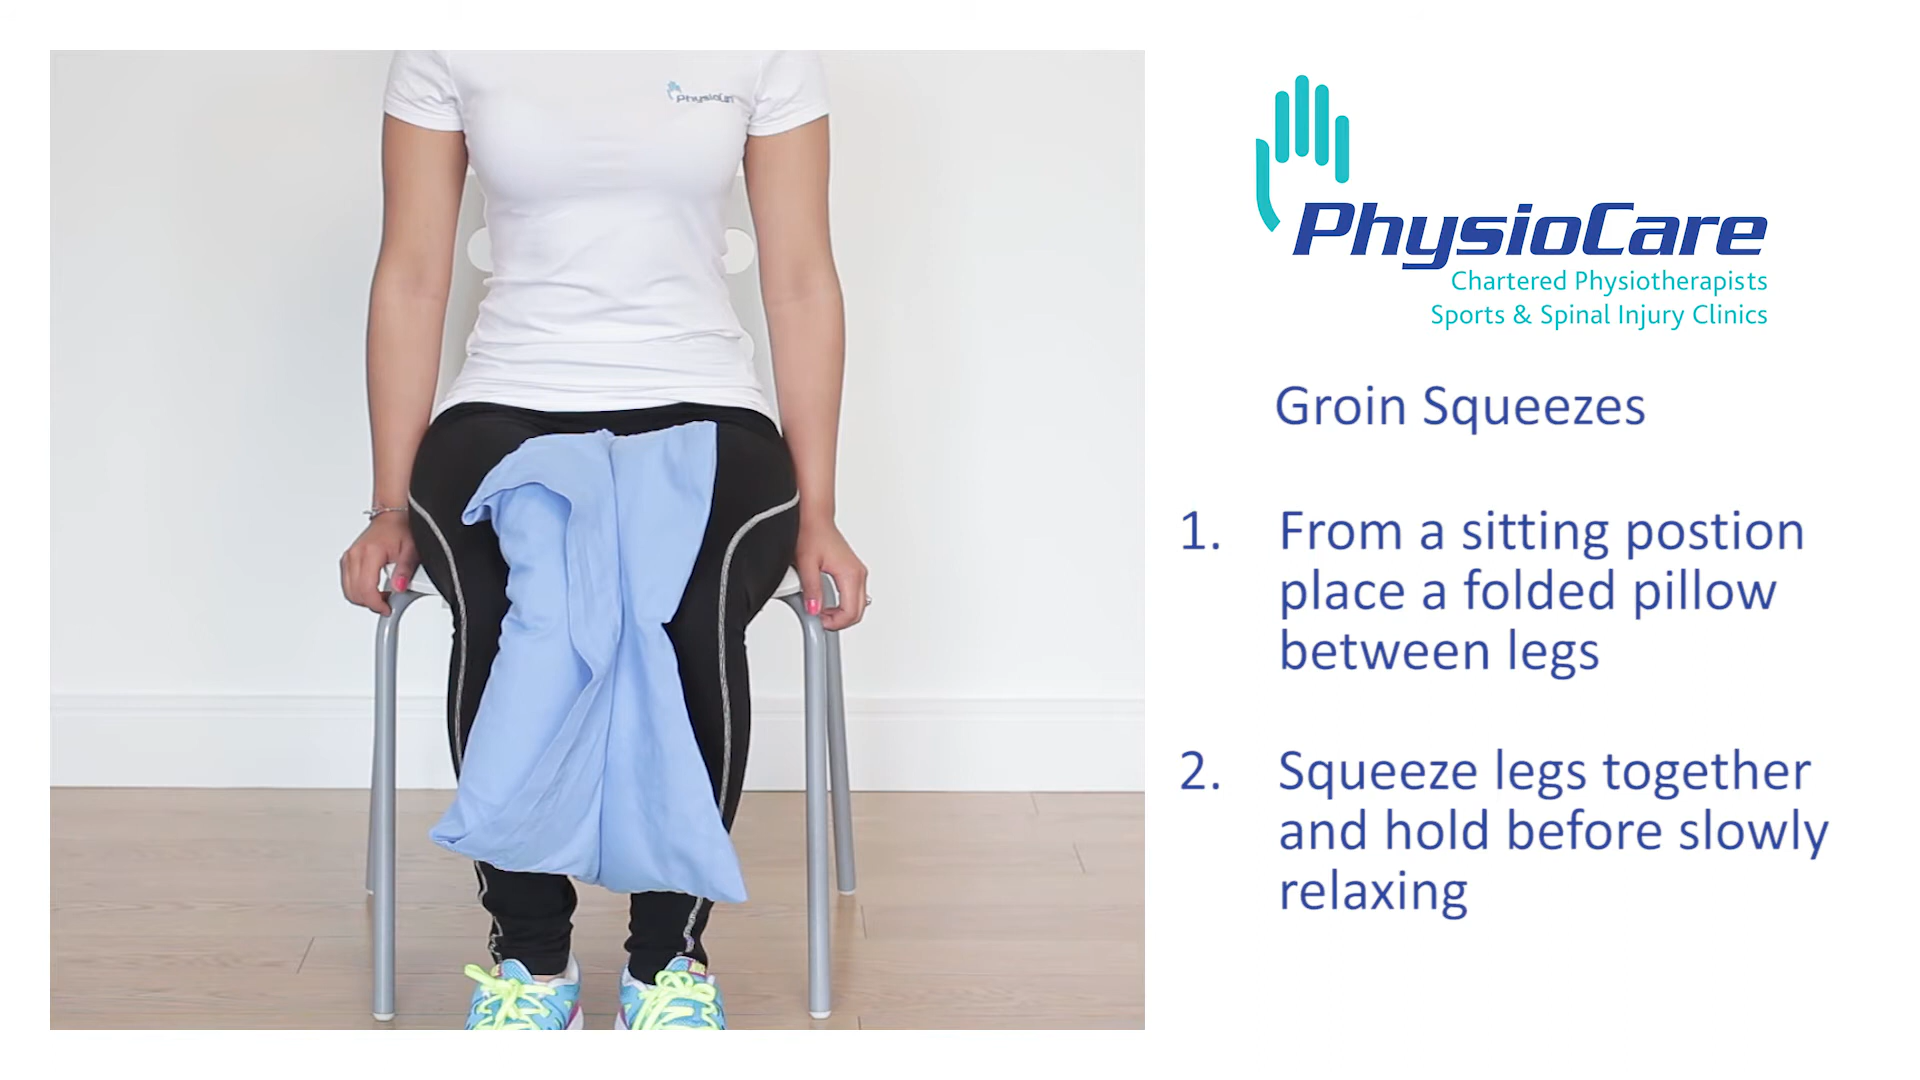 PhysioCare
PhysioCare
Chartered Physiotherapists
Sports & Spinal Injury Clinics
Groin Squeezes
1. From a sitting postion
place a folded pillow
between legs
2. Squeeze legs together
and hold before slowly
relaxing